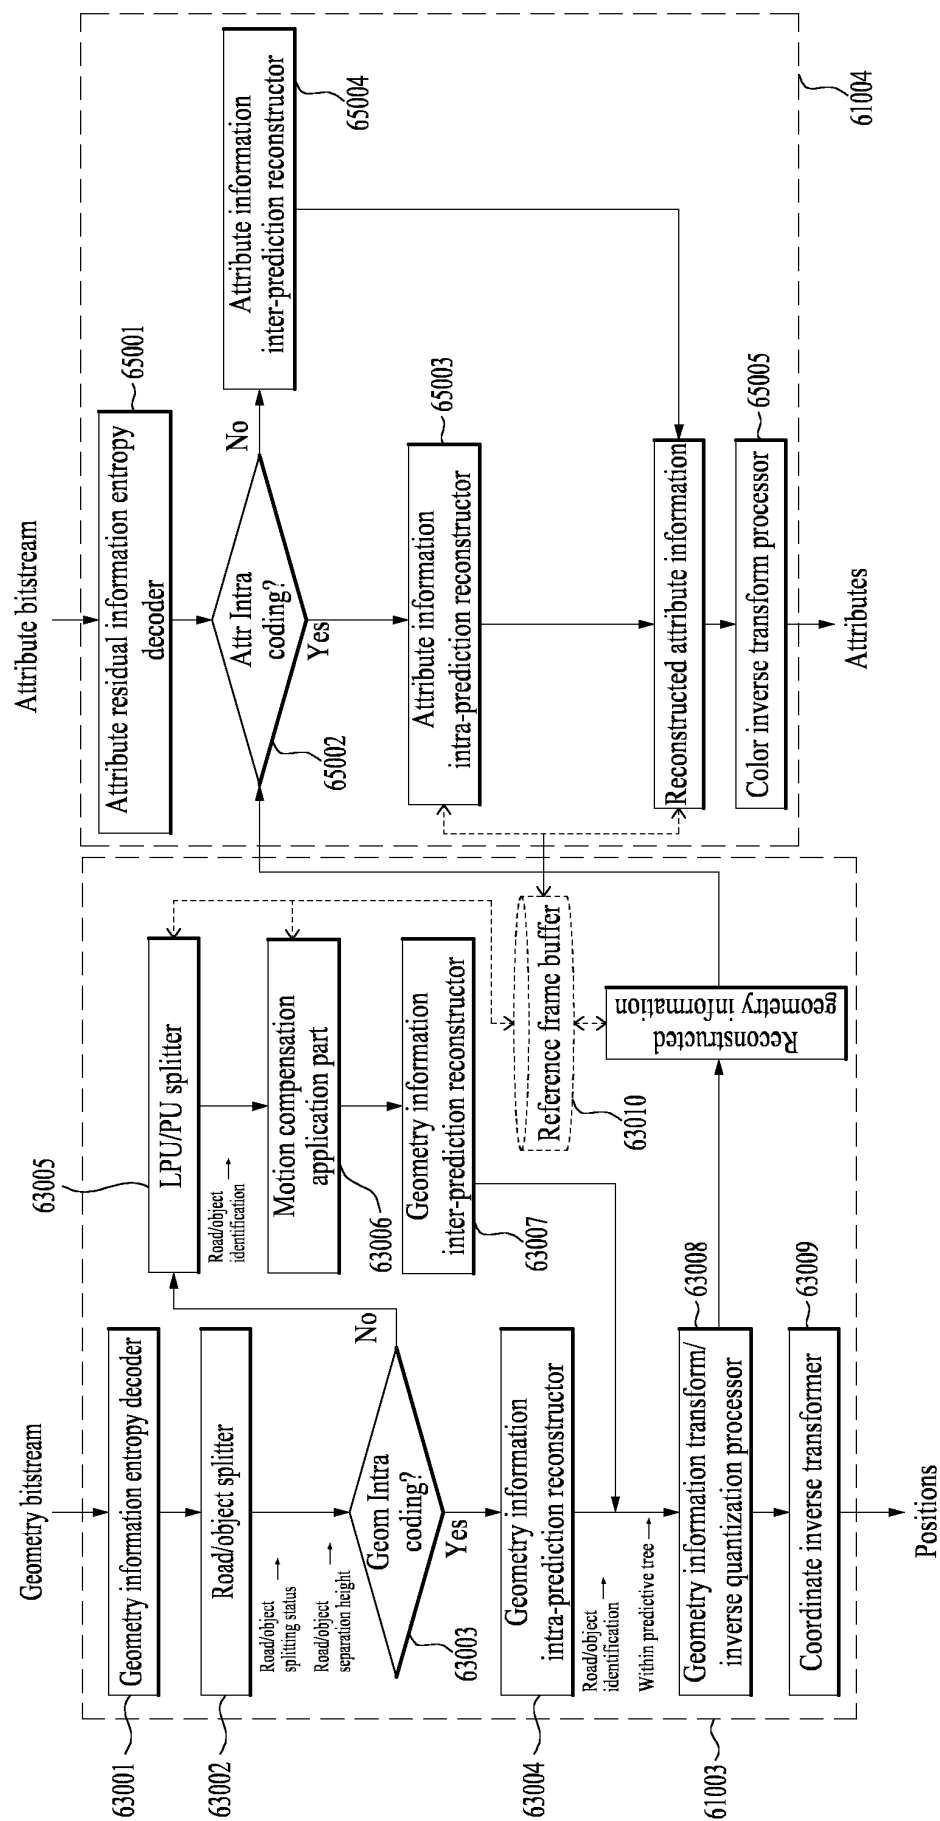 Geometry bitstream
63001
Geometry information entropy decoder
63002
Road/object splitter
Road/object
splitting status
Road/object
separation height
Geom Intra
coding?
63003
No
Yes
63004
Geometry information
intra-prediction reconstructor
Road/object
identification
Within predictive tree
61003
Geometry information transform/
inverse quantization processor
63008
Coordinate inverse transformer
63009
Positions
63005
LPU/PU splitter
Road/object
identification
Motion compensation
application part
63006
Geometry information
inter-prediction reconstructor
63007
Reference frame buffer
63010
Reconstructed
geometry information
Attribute bitstream
Attribute residual information entropy
decoder
65001
Attr Intra
coding?
65002
No
Yes
Attribute information
inter-prediction reconstructor
65004
Attribute information
intra-prediction reconstructor
65003
Reconstructed attribute information
Color inverse transform processor
65005
Attributes
61004